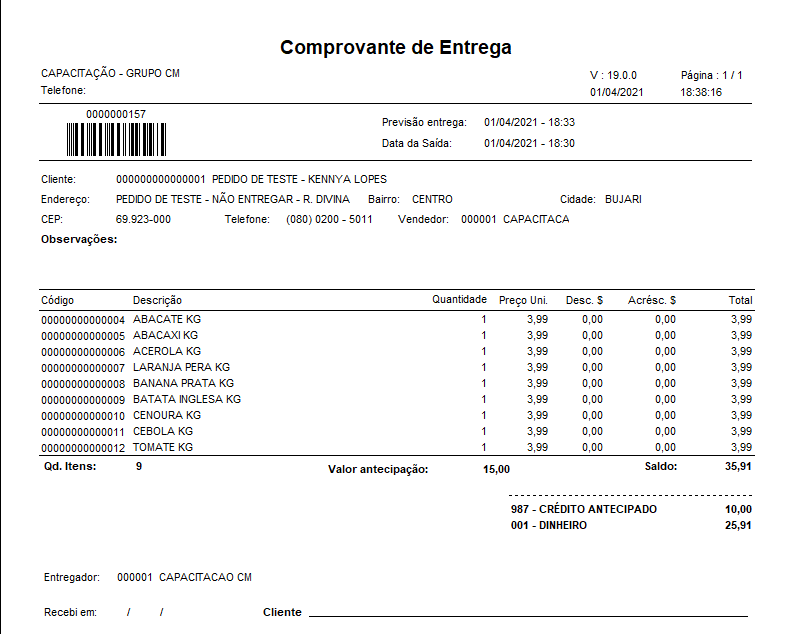 Comprovante de Entrega
CAPACITAÇÃO - GRUPO CM V : 19.0.0 Página : 1 / 1
Telefone: 01/04/2021 18:38:16
0000000157
Previsão entrega: 01/04/2021 - 18:33
Data da Saída: 01/04/2021 - 18:30
Cliente: 000000000000001 PEDIDO DE TESTE - KENNYA LOPES
Endereço: PEDIDO DE TESTE - NÃO ENTREGAR - R. DIVINA Bairro: CENTRO Cidade: BUJARI
CEP: 69.923-000 Telefone: (080) 0200 - 5011 Vendedor: 000001 CAPACITACA
Observações:
Código Descrição Quantidade Preço Uni. Desc. $ Acrésc. $ Total
00000000000004 ABACATE KG 1 3,99 0,00 0,00 3,99
00000000000005 ABACAXI KG 1 3,99 0,00 0,00 3,99
00000000000006 ACEROLA KG 1 3,99 0,00 0,00 3,99
00000000000007 LARANJA PERA KG 1 3,99 0,00 0,00 3,99
00000000000008 BANANA PRATA KG 1 3,99 0,00 0,00 3,99
00000000000009 BATATA INGLESA KG 1 3,99 0,00 0,00 3,99
00000000000010 CENOURA KG 1 3,99 0,00 0,00 3,99
00000000000011 CEBOLA KG 1 3,99 0,00 0,00 3,99
00000000000012 TOMATE KG 1 3,99 0,00 0,00 3,99
Qd. Itens: 9 Valor antecipação: 15,00 Saldo: 35,91
987 - CRÉDITO ANTECIPADO 10,00
001 - DINHEIRO 25,91
Entregador: 000001 CAPACITACAO CM
Recebi em: / / Cliente